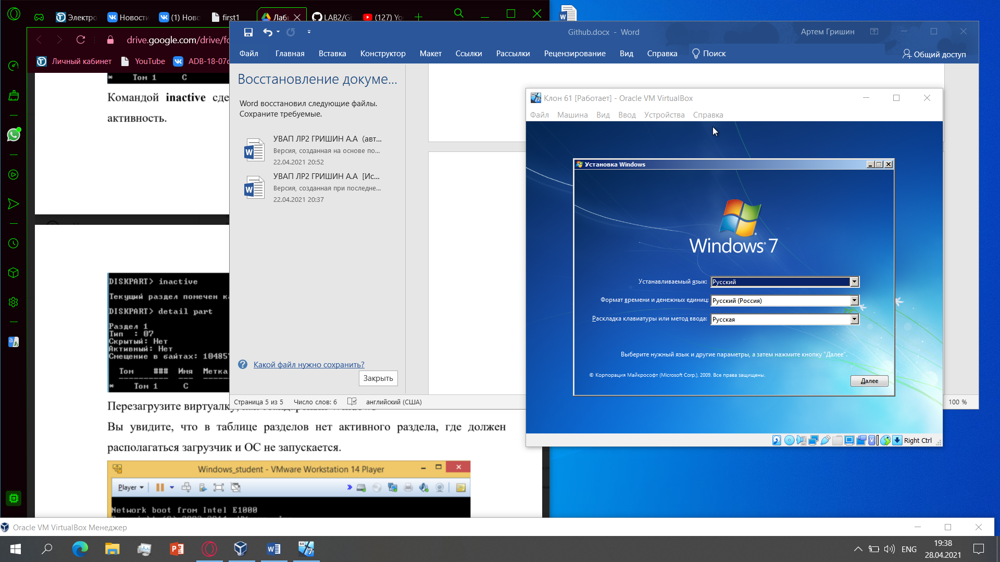 Электро
Новости
(1) Ново
first1
Лаб
LAB2/Gi
(127) Yo
drive.google.com/drive/fo
Личный кабинет
YouTube
ADB-18-07
* Том 1 C
Командой inactive сде
активность.
DISKPART> inactive
Текущий раздел помечен к
DISKPART> detail part
Раздел 1
Тип : 07
Скрытый: Нет
Активный: Нет
Смещение в байтах: 10485
Том ### Имя Метка
* Том 1 C
Перезагрузите виртуалку, как стандартный Windows
Вы увидите, что в таблице разделов нет активного раздела, где должен
располагаться загрузчик и ОС не запускается.
Windows_student - VMware Workstation 14 Player
Player
Network boot from Intel E1000
Github.docx - Word
Артем Гришин
Файл Главная Вставка Конструктор Макет Ссылки Рассылки Рецензирование Вид Справка Поиск
Общий доступ
Восстановление докуме...
Word восстановил следующие файлы.
Сохраните требуемые.
УВАП ЛР2 ГРИШИН А.А (авт...
Версия, созданная на основе по...
22.04.2021 20:52
УВАП ЛР2 ГРИШИН А.А [Ис...
Версия, созданная при последне...
22.04.2021 20:37
Какой файл нужно сохранить?
Закрыть
Страница 5 из 5 Число слов: 6 английский (США)
100 %
Клон 61 [Работает] - Oracle VM VirtualBox
Файл Машина Вид Ввод Устройства Справка
Установка Windows
Windows 7
Устанавливаемый язык: Русский
Формат времени и денежных единиц: Русский (Россия)
Раскладка клавиатуры или метод ввода: Русская
Выберите нужный язык и другие параметры, а затем нажмите кнопку "Далее".
© Корпорация Майкрософт (Microsoft Corp.), 2009. Все права защищены.
Далее
Right Ctrl
Oracle VM VirtualBox Менеджер
ENG
19:38
28.04.2021